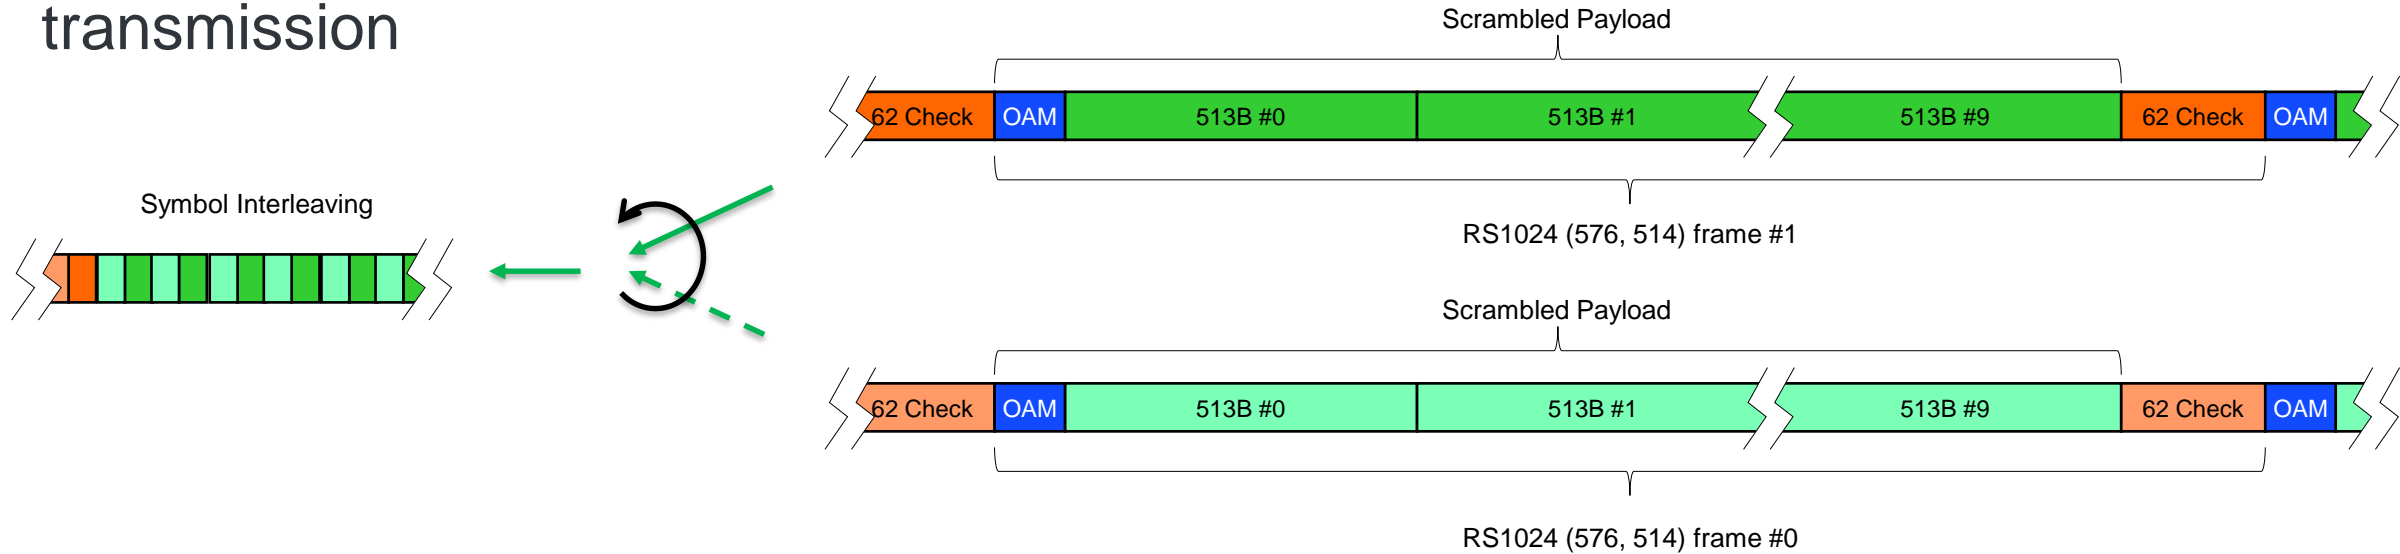 transmission
Scrambled Payload
62 Check OAM 513B #0 513B #1 513B #9 62 Check OAM
RS1024 (576, 514) frame #1
Symbol Interleaving
Scrambled Payload
62 Check OAM 513B #0 513B #1 513B #9 62 Check OAM
RS1024 (576, 514) frame #0